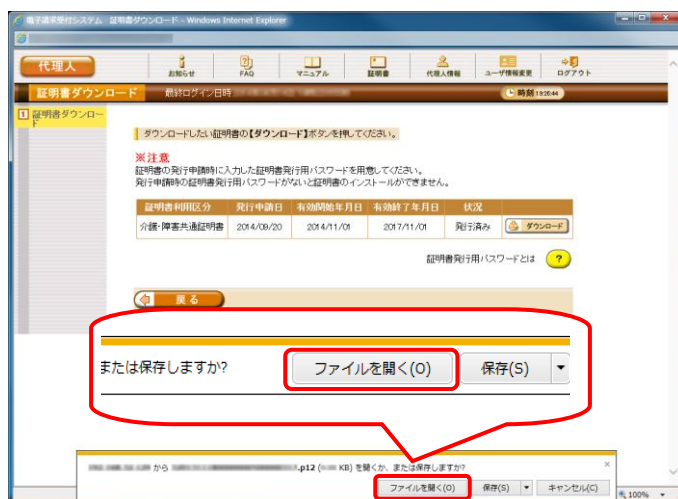 電子請求受付システム 証明書ダウンロード - Windows Internet Explorer
代理人
お知らせ FAQ マニュアル 証明書 代理人情報 ユーザ情報変更 ログアウト
証明書ダウンロード 最終ログイン日時 時刻 19:26:44
1 証明書ダウンロー
ド
ダウンロードしたい証明書の【ダウンロード】ボタンを押してください。
※注意
証明書の発行申請時に入力した証明書発行用パスワードを用意してください。
発行申請時の証明書発行用パスワードがないと証明書のインストールができません。
証明書利用区分 発行申請日 有効開始年月日 有効終了年月日 状況
介護・障害共通証明書 2014/09/20 2014/11/01 2017/11/01 発行済み ダウンロード
証明書発行用パスワードとは ?
戻る
または保存しますか? ファイルを開く(O) 保存(S)
から .p12 ( KB) を開くか、または保存しますか?
ファイルを開く(O) 保存(S) キャンセル(C)
100%